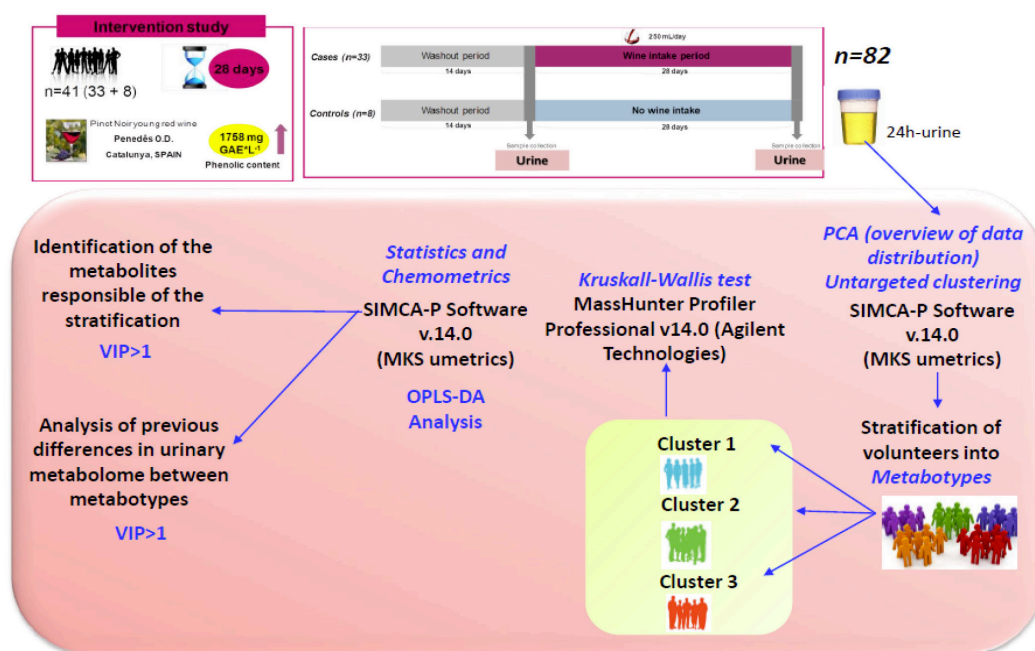 Intervention study
28 days
n=41 (33 + 8)
Pinot Noir young red wine
Penedès O.D.
Catalunya, SPAIN
1758 mg
GAE*L-1
Phenolic content
250 mL/day
Cases (n=33)
Washout period
Wine intake period
14 days
28 days
Controls (n=8)
Washout period
No wine intake
14 days
28 days
Sample collection
Sample collection
Urine
Urine
n=82
24h-urine
Identification of the
metabolites
responsible of the
stratification
VIP>1
Analysis of previous
differences in urinary
metabolome between
metabotypes
VIP>1
Statistics and
Chemometrics
SIMCA-P Software
v.14.0
(MKS umetrics)
OPLS-DA
Analysis
Kruskall-Wallis test
MassHunter Profiler
Professional v14.0 (Agilent
Technologies)
Cluster 1
Cluster 2
Cluster 3
PCA (overview of data
distribution)
Untargeted clustering
SIMCA-P Software
v.14.0
(MKS umetrics)
Stratification of
volunteers into
Metabotypes